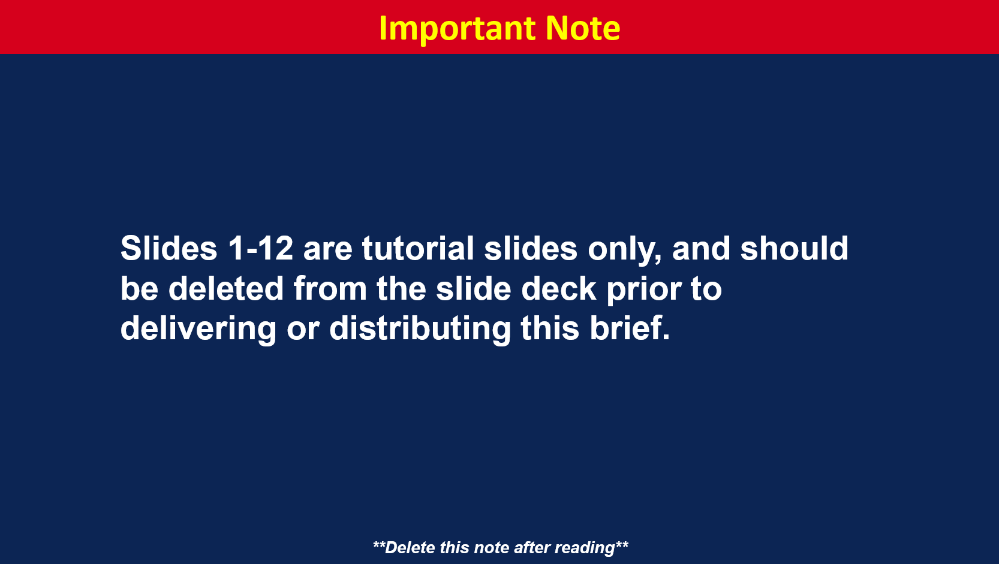 Important Note
Slides 1-12 are tutorial slides only, and should
be deleted from the slide deck prior to
delivering or distributing this brief.
**Delete this note after reading**